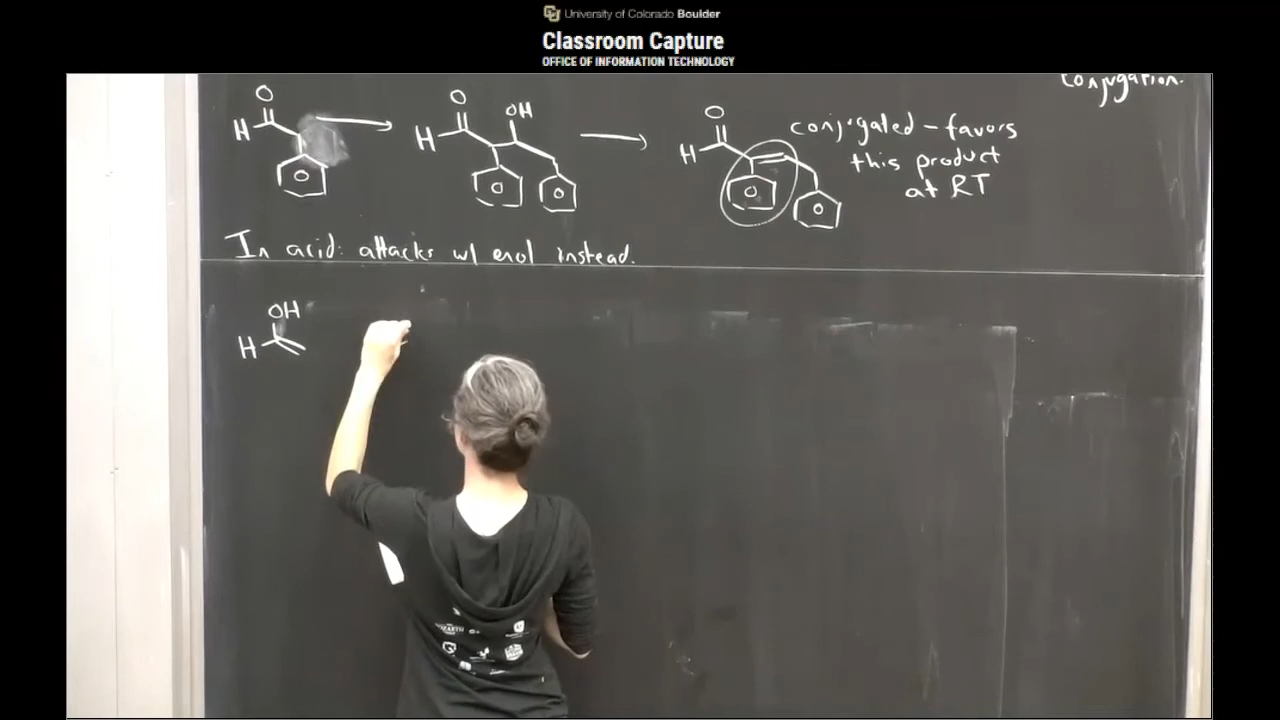 University of Colorado Boulder
Classroom Capture
OFFICE OF INFORMATION TECHNOLOGY
conjugation.
O
H
O
OH
H
O
H
conjugated - favors
this product
at RT
In acid: attacks w/ enol instead.
OH
H